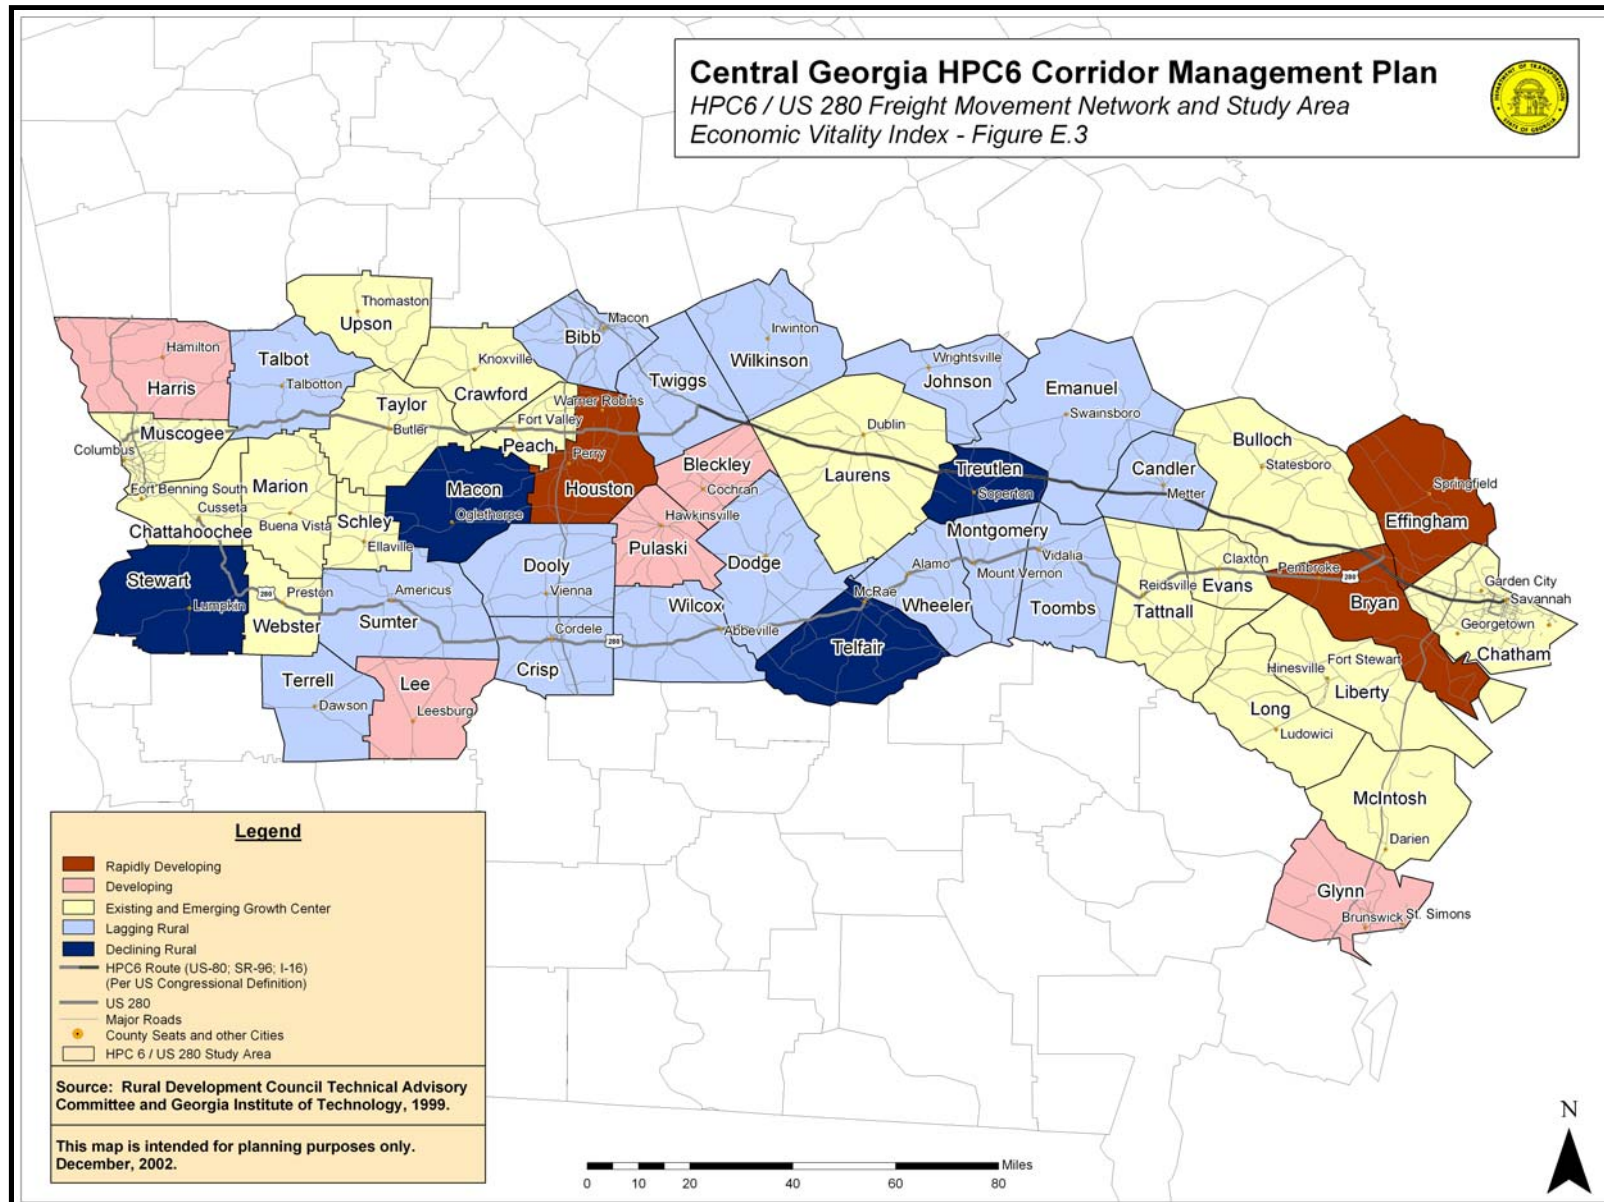 Central Georgia HPC6 Corridor Management Plan
HPC6 / US 280 Freight Movement Network and Study Area
Economic Vitality Index - Figure E.3
DEPARTMENT OF TRANSPORTATION
STATE OF GEORGIA
Thomaston
Upson
Hamilton
Harris
Talbot
Talbotton
Knoxville
Crawford
Taylor
Butler
Bibb
Macon
Twiggs
Irwinton
Wilkinson
Wrightsville
Johnson
Emanuel
Swainsboro
Warner Robins
Fort Valley
Peach
Perry
Houston
Muscogee
Columbus
Fort Benning South
Cusseta
Chattahoochee
Marion
Buena Vista
Schley
Ellaville
Macon
Oglethorpe
Bleckley
Cochran
Hawkinsville
Pulaski
Dublin
Laurens
Treutlen
Soperton
Candler
Metter
Bulloch
Statesboro
Springfield
Effingham
Stewart
Lumpkin
280
Preston
Webster
Americus
Sumter
Dooly
Vienna
Cordele
280
Crisp
Dodge
Wilcox
Abbeville
Montgomery
Alamo
Mount Vernon
Vidalia
McRae
Wheeler
Toombs
Telfair
Reidsville
Tattnall
Claxton
Evans
Pembroke
280
Bryan
Garden City
Savannah
Georgetown
Chatham
Terrell
Dawson
Lee
Leesburg
Hinesville
Fort Stewart
Liberty
Long
Ludowici
McIntosh
Darien
Glynn
Brunswick
St. Simons
Legend
Rapidly Developing
Developing
Existing and Emerging Growth Center
Lagging Rural
Declining Rural
HPC6 Route (US-80; SR-96; I-16)
(Per US Congressional Definition)
US 280
Major Roads
County Seats and other Cities
HPC 6 / US 280 Study Area
Source: Rural Development Council Technical Advisory
Committee and Georgia Institute of Technology, 1999.
This map is intended for planning purposes only.
December, 2002.
Miles
0 10 20 40 60 80
N